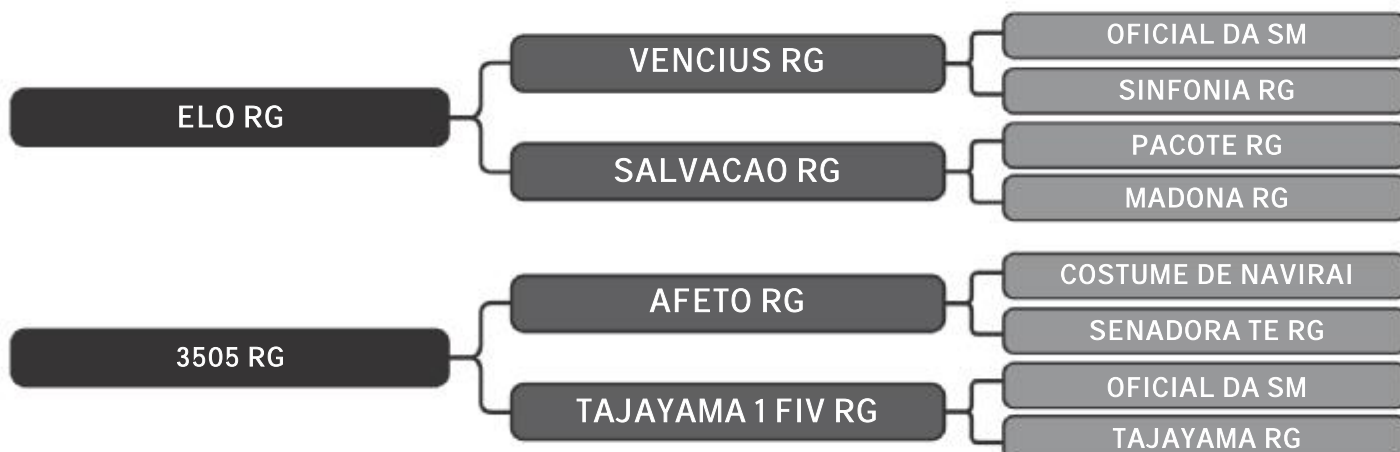 ELO RG
VENCIUS RG
OFICIAL DA SM
SINFONIA RG
SALVACAO RG
PACOTE RG
MADONA RG
3505 RG
AFETO RG
COSTUME DE NAVIRAI
SENADORA TE RG
TAJAYAMA 1 FIV RG
OFICIAL DA SM
TAJAYAMA RG